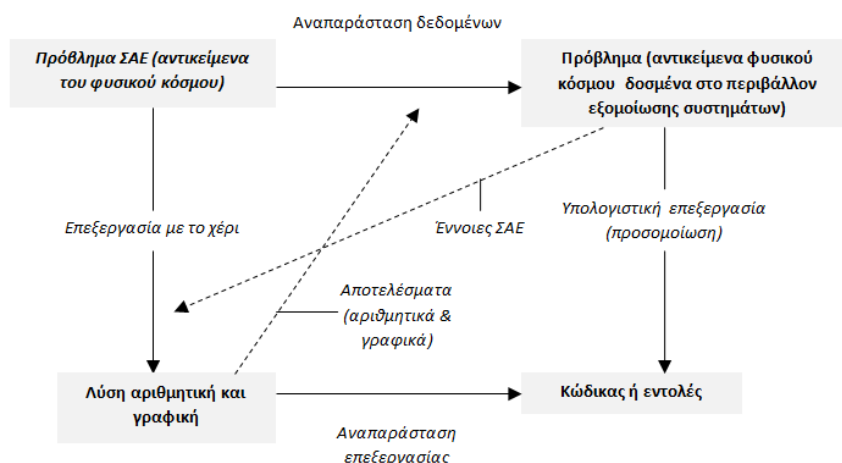 Αναπαράσταση δεδομένων
Πρόβλημα ΣΑΕ (αντικείμενα
του φυσικού κόσμου)
Πρόβλημα (αντικείμενα φυσικού
κόσμου δοσμένα στο περιβάλλον
εξομοίωσης συστημάτων)
Επεξεργασία με το χέρι
Έννοιες ΣΑΕ
Υπολογιστική επεξεργασία
(προσομοίωση)
Αποτελέσματα
(αριθμητικά &
γραφικά)
Λύση αριθμητική και
γραφική
Κώδικας ή εντολές
Αναπαράσταση
επεξεργασίας